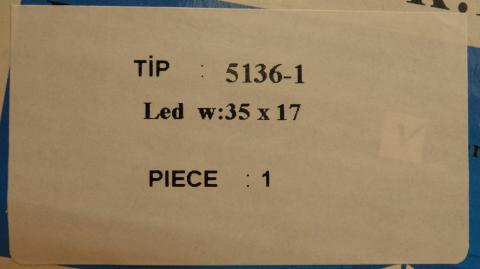 TİP : 5136-1
Led w:35 x 17
PIECE : 1